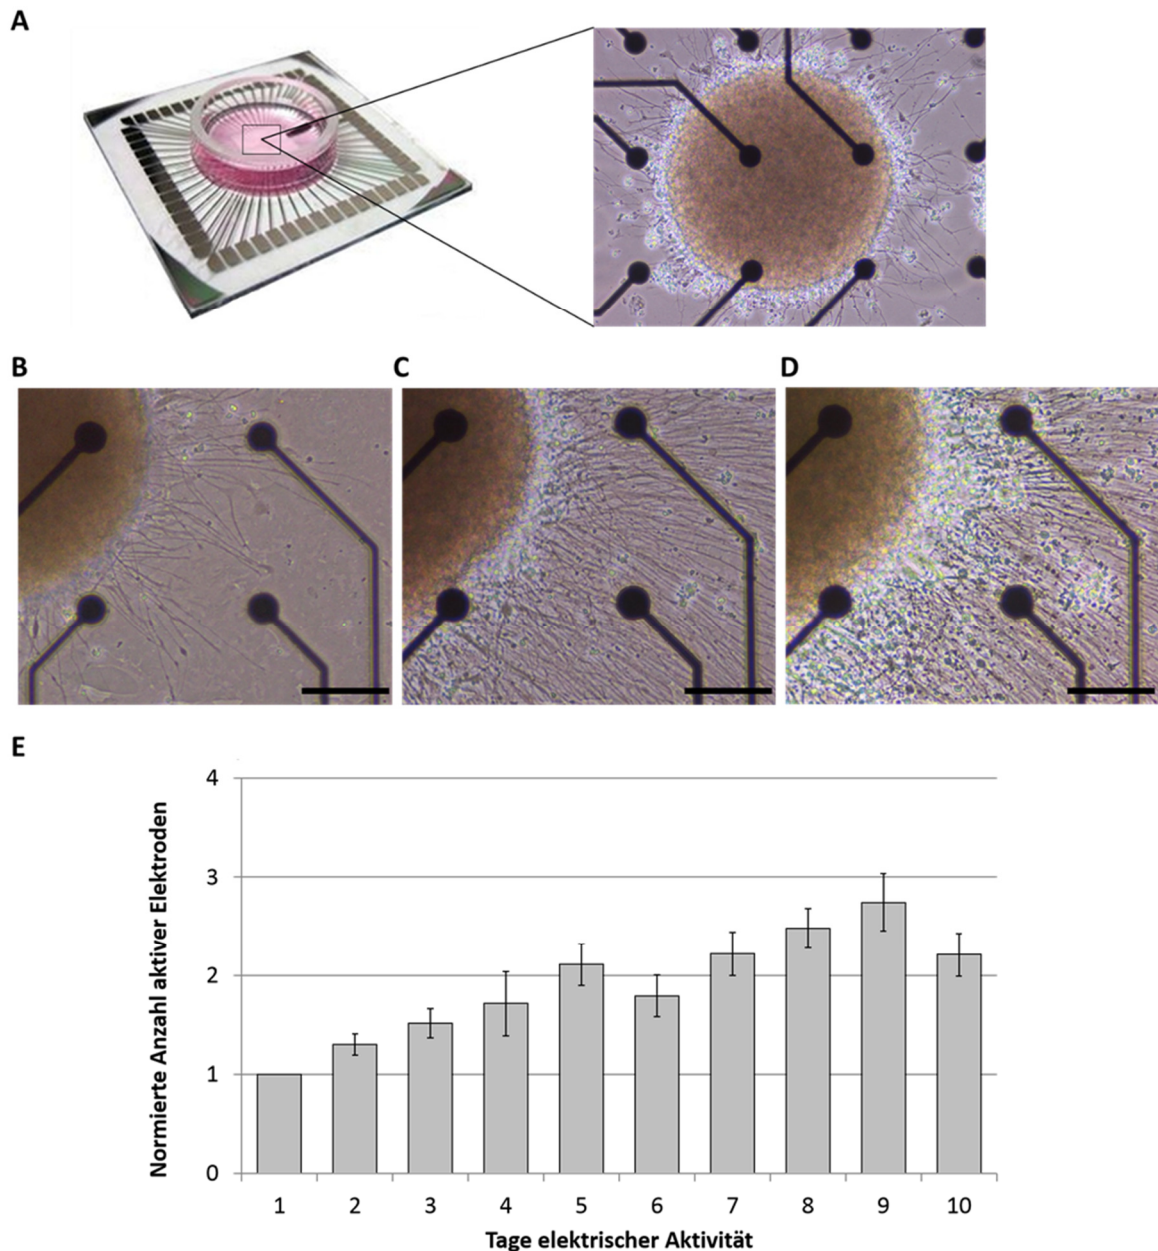 A
B
C
D
E
Normierte Anzahl aktiver Elektroden
4
3
2
1
0
1 2 3 4 5 6 7 8 9 10
Tage elektrischer Aktivität